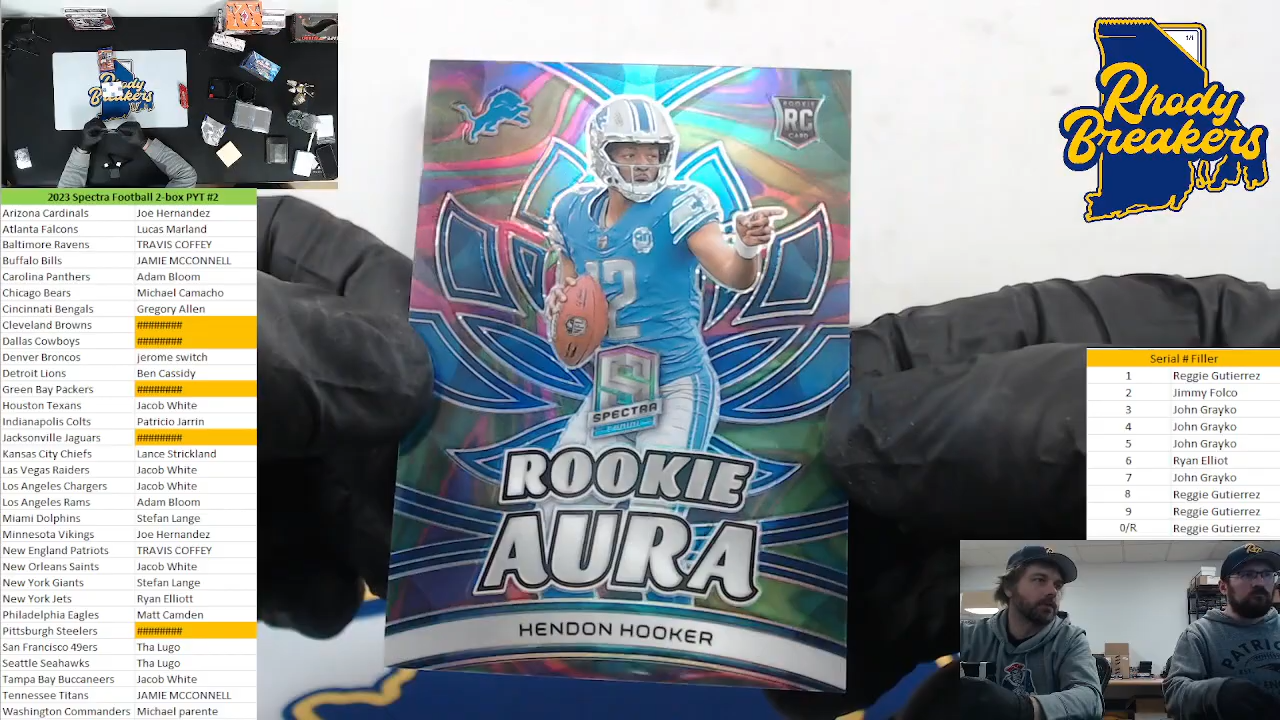 2023 Spectra Football 2-box PYT #2
Arizona Cardinals Joe Hernandez
Atlanta Falcons Lucas Marland
Baltimore Ravens TRAVIS COFFEY
Buffalo Bills JAMIE MCCONNELL
Carolina Panthers Adam Bloom
Chicago Bears Michael Camacho
Cincinnati Bengals Gregory Allen
Cleveland Browns ########
Dallas Cowboys ########
Denver Broncos jerome switch
Detroit Lions Ben Cassidy
Green Bay Packers ########
Houston Texans Jacob White
Indianapolis Colts Patricio Jarrin
Jacksonville Jaguars ########
Kansas City Chiefs Lance Strickland
Las Vegas Raiders Jacob White
Los Angeles Chargers Jacob White
Los Angeles Rams Adam Bloom
Miami Dolphins Stefan Lange
Minnesota Vikings Joe Hernandez
New England Patriots TRAVIS COFFEY
New Orleans Saints Jacob White
New York Giants Stefan Lange
New York Jets Ryan Elliott
Philadelphia Eagles Matt Camden
Pittsburgh Steelers ########
San Francisco 49ers Tha Lugo
Seattle Seahawks Tha Lugo
Tampa Bay Buccaneers Jacob White
Tennessee Titans JAMIE MCCONNELL
Washington Commanders Michael parente
Rhody
Breakers
ROOKIE
RC
CARD
12
SPECTRA
PANINI
ROOKIE
AURA
HENDON HOOKER
1/1
Rhody
Breakers
Serial # Filler
1 Reggie Gutierrez
2 Jimmy Folco
3 John Grayko
4 John Grayko
5 John Grayko
6 Ryan Elliot
7 John Grayko
8 Reggie Gutierrez
9 Reggie Gutierrez
0/R Reggie Gutierrez